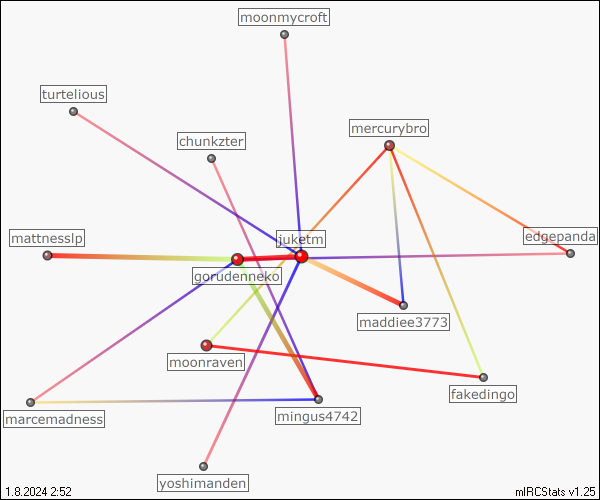 moonmycroft
turtelious
mercurybro
chunkzter
juketm
edgepanda
mattnesslp
gorudenneko
maddiee3773
moonraven
fakedingo
marcemadness
mingus4742
yoshimanden
1.8.2024 2:52
mIRCStats v1.25